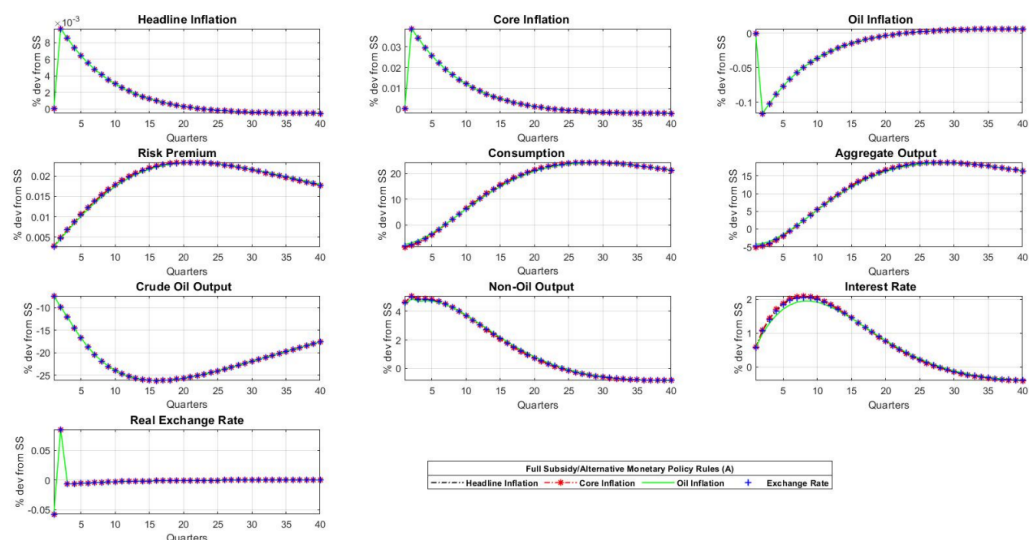 Headline Inflation
×10⁻³
% dev from SS
8
6
4
2
0
5 10 15 20 25 30 35 40
Quarters
Core Inflation
% dev from SS
0.03
0.02
0.01
0
5 10 15 20 25 30 35 40
Quarters
Oil Inflation
% dev from SS
0
-0.05
-0.1
5 10 15 20 25 30 35 40
Quarters
Risk Premium
% dev from SS
0.02
0.015
0.01
0.005
5 10 15 20 25 30 35 40
Quarters
Consumption
% dev from SS
20
10
0
5 10 15 20 25 30 35 40
Quarters
Aggregate Output
% dev from SS
15
10
5
0
-5
5 10 15 20 25 30 35 40
Quarters
Crude Oil Output
% dev from SS
-10
-15
-20
-25
5 10 15 20 25 30 35 40
Quarters
Non-Oil Output
% dev from SS
4
2
0
5 10 15 20 25 30 35 40
Quarters
Interest Rate
% dev from SS
2
1
0
5 10 15 20 25 30 35 40
Quarters
Real Exchange Rate
% dev from SS
0.05
0
-0.05
5 10 15 20 25 30 35 40
Quarters
Full Subsidy/Alternative Monetary Policy Rules (A)
Headline Inflation Core Inflation Oil Inflation Exchange Rate